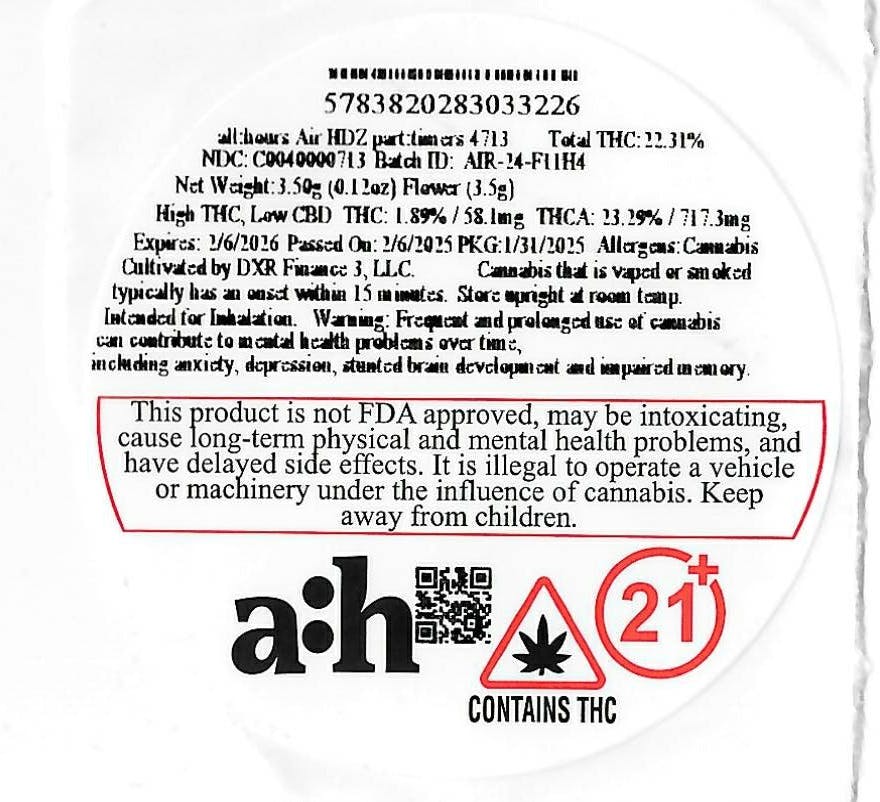 5783820283033226
all:hours Air HDZ part:timers 4713 Total THC: 22.31%
NDC: C0040000713 Batch ID: AIR-24-F11H4
Net Weight: 3.50g (0.12oz) Flower (3.5g)
High THC, Low CBD THC: 1.89% / 58.1mg THCA: 23.29% / 717.3mg
Expires: 2/6/2026 Passed On: 2/6/2025 PKG:1/31/2025 Allergens: Cannabis
Cultivated by DXR Finance 3, LLC. Cannabis that is vaped or smoked
typically has an onset within 15 minutes. Store upright at room temp.
Intended for Inhalation. Warning: Frequent and prolonged use of cannabis
can contribute to mental health problems over time,
including anxiety, depression, stunted brain development and impaired memory.
This product is not FDA approved, may be intoxicating,
cause long-term physical and mental health problems, and
have delayed side effects. It is illegal to operate a vehicle
or machinery under the influence of cannabis. Keep
away from children.
a:h
21+
CONTAINS THC